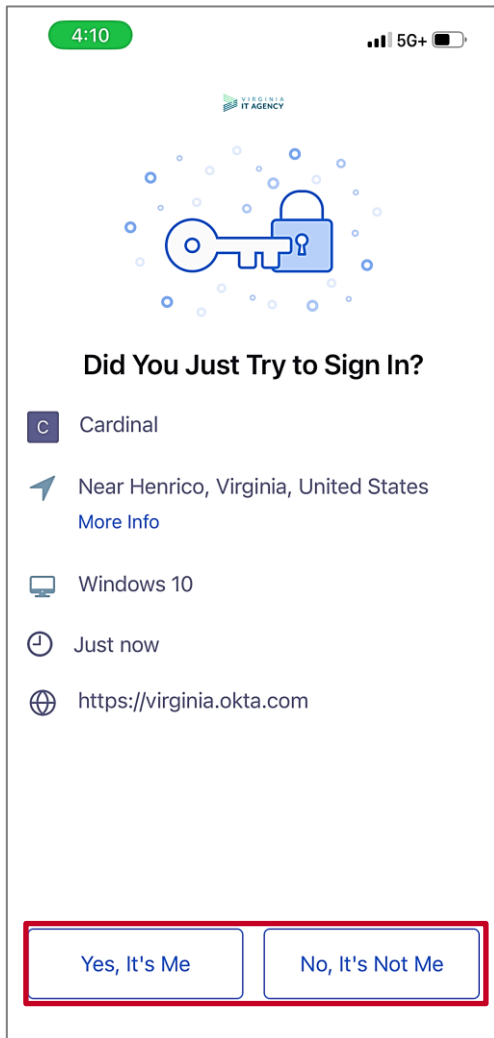 4:10
5G+
VIRGINIA
IT AGENCY
Did You Just Try to Sign In?
C Cardinal
Near Henrico, Virginia, United States
More Info
Windows 10
Just now
https://virginia.okta.com
Yes, It's Me
No, It's Not Me